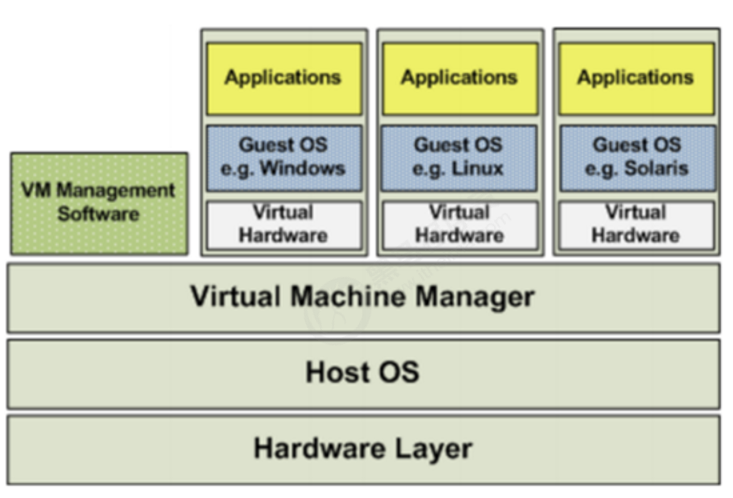 Applications
Applications
Applications
Guest OS
e.g. Windows
Guest OS
e.g. Linux
Guest OS
e.g. Solaris
VM Management
Software
Virtual
Hardware
Virtual
Hardware
Virtual
Hardware
Virtual Machine Manager
Host OS
Hardware Layer